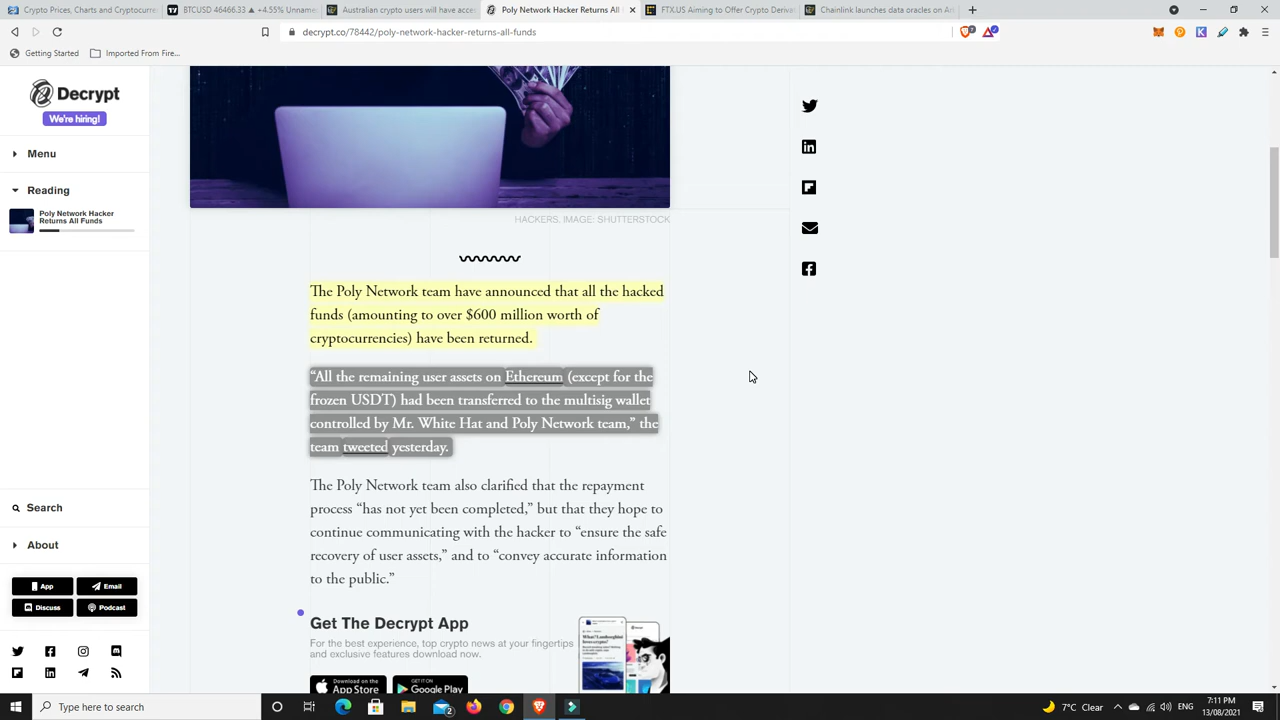 Crypto Prices, Charts and Cryptocurre
BTCUSD 46466.33 ▲ +4.55% Unname
Australian crypto users will have acce
Poly Network Hacker Returns All
FTX.US Aiming to Offer Crypto Deriva
Chainlink launches data oracles on A
decrypt.co/78442/poly-network-hacker-returns-all-funds
Getting Started
Imported From Fire...
Decrypt
We're hiring!
Menu
Reading
Poly Network Hacker
Returns All Funds
Search
About
App
Email
Discuss
Podcast
HACKERS. IMAGE: SHUTTERSTOCK
The Poly Network team have announced that all the hacked
funds (amounting to over $600 million worth of
cryptocurrencies) have been returned.
“All the remaining user assets on Ethereum (except for the
frozen USDT) had been transferred to the multisig wallet
controlled by Mr. White Hat and Poly Network team,” the
team tweeted yesterday.
The Poly Network team also clarified that the repayment
process “has not yet been completed,” but that they hope to
continue communicating with the hacker to “ensure the safe
recovery of user assets,” and to “convey accurate information
to the public.”
Get The Decrypt App
For the best experience, top crypto news at your fingertips
and exclusive features download now.
Download on the
App Store
GET IT ON
Google Play
Type here to search
2
7°C Clear
ENG
7:11 PM
13/08/2021